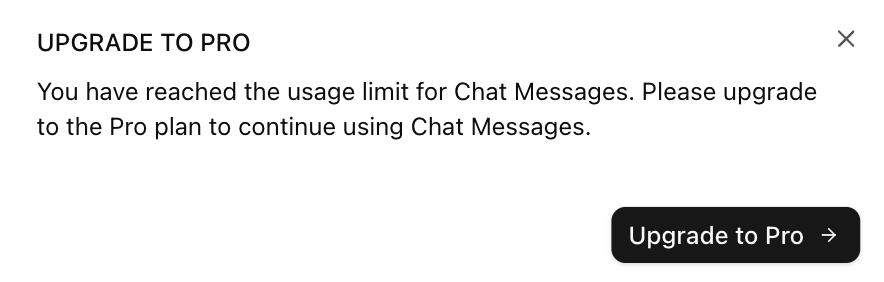 UPGRADE TO PRO
You have reached the usage limit for Chat Messages. Please upgrade
to the Pro plan to continue using Chat Messages.
Upgrade to Pro →